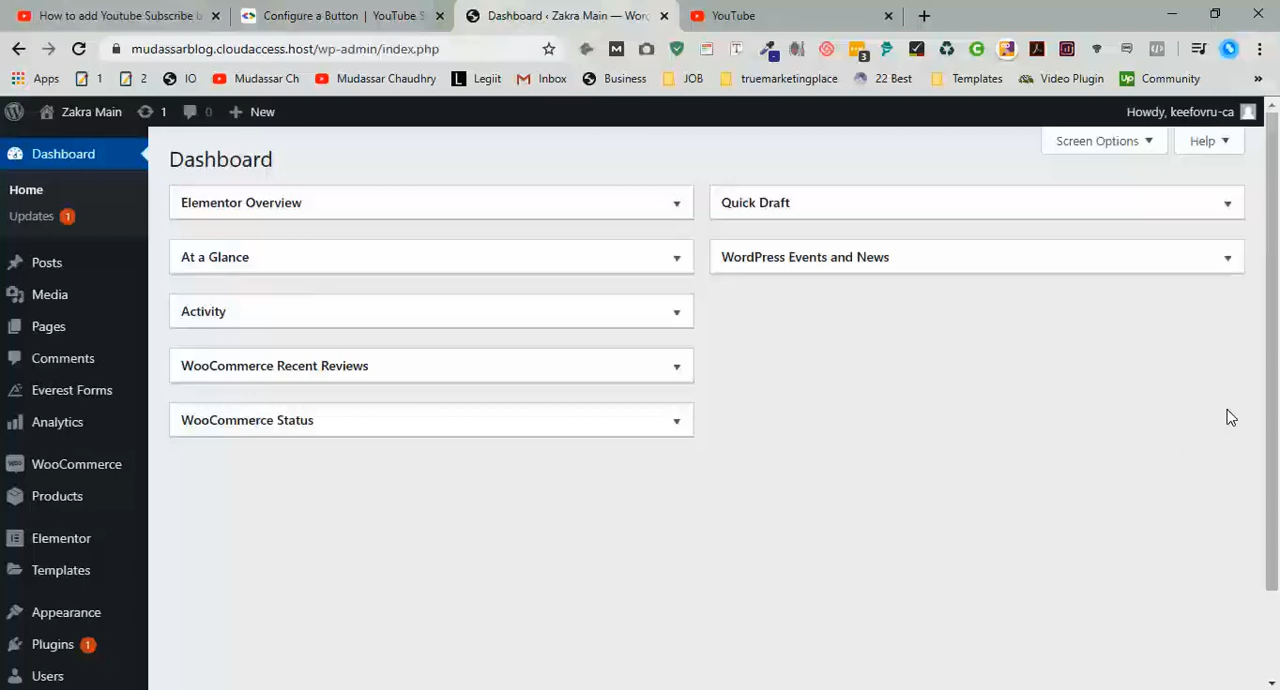 How to add Youtube Subscribe b
Configure a Button | YouTube S
Dashboard ‹ Zakra Main — Word
YouTube
mudassarblog.cloudaccess.host/wp-admin/index.php
Apps
1
2
IO
Mudassar Ch
Mudassar Chaudhry
Legiit
Inbox
Business
JOB
truemarketingplace
22 Best
Templates
Video Plugin
Community
»
Zakra Main
1
0
New
Howdy, keefovru-ca
Dashboard
Home
Updates 1
Posts
Media
Pages
Comments
Everest Forms
Analytics
WooCommerce
Products
Elementor
Templates
Appearance
Plugins 1
Users
Screen Options
Help
Dashboard
Elementor Overview
Quick Draft
At a Glance
WordPress Events and News
Activity
WooCommerce Recent Reviews
WooCommerce Status